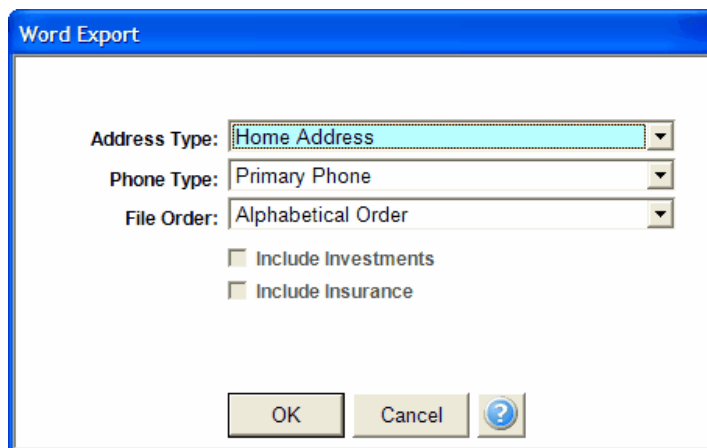 Word Export
Address Type: Home Address
Phone Type: Primary Phone
File Order: Alphabetical Order
Include Investments
Include Insurance
OK Cancel ?